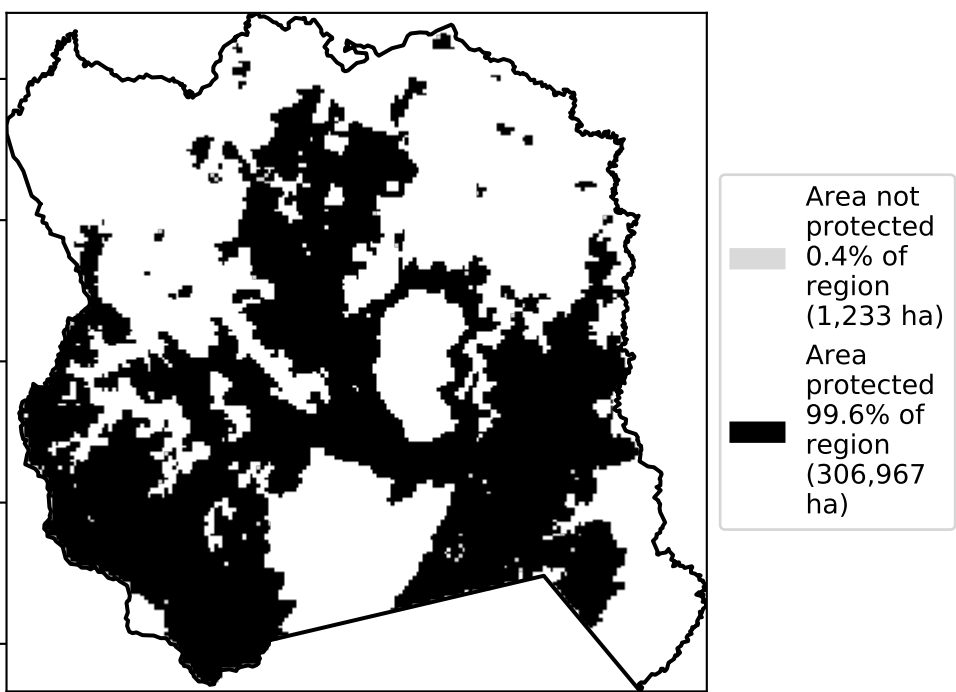 Area not
protected
0.4% of
region
(1,233 ha)
Area
protected
99.6% of
region
(306,967
ha)